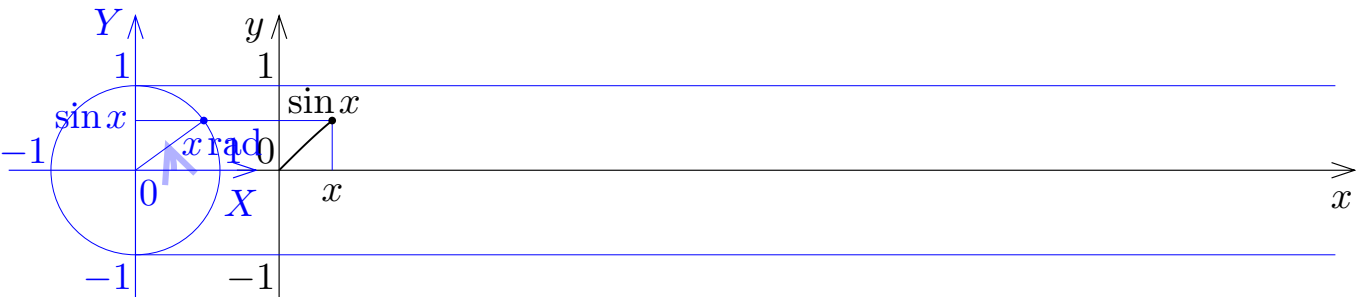 Y y
1 1
sin x sin x
−1 x rad 1 0
0 X x x
−1 −1